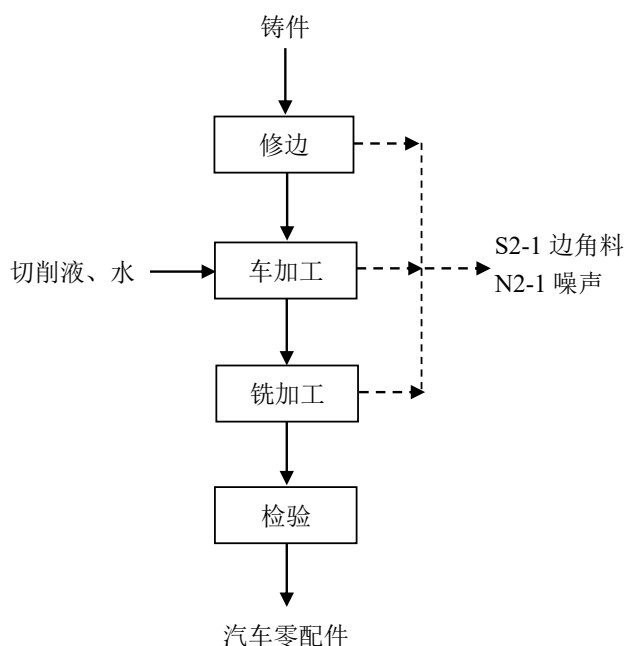 铸件
修边
切削液、水
车加工
S2-1 边角料
N2-1 噪声
铣加工
检验
汽车零配件